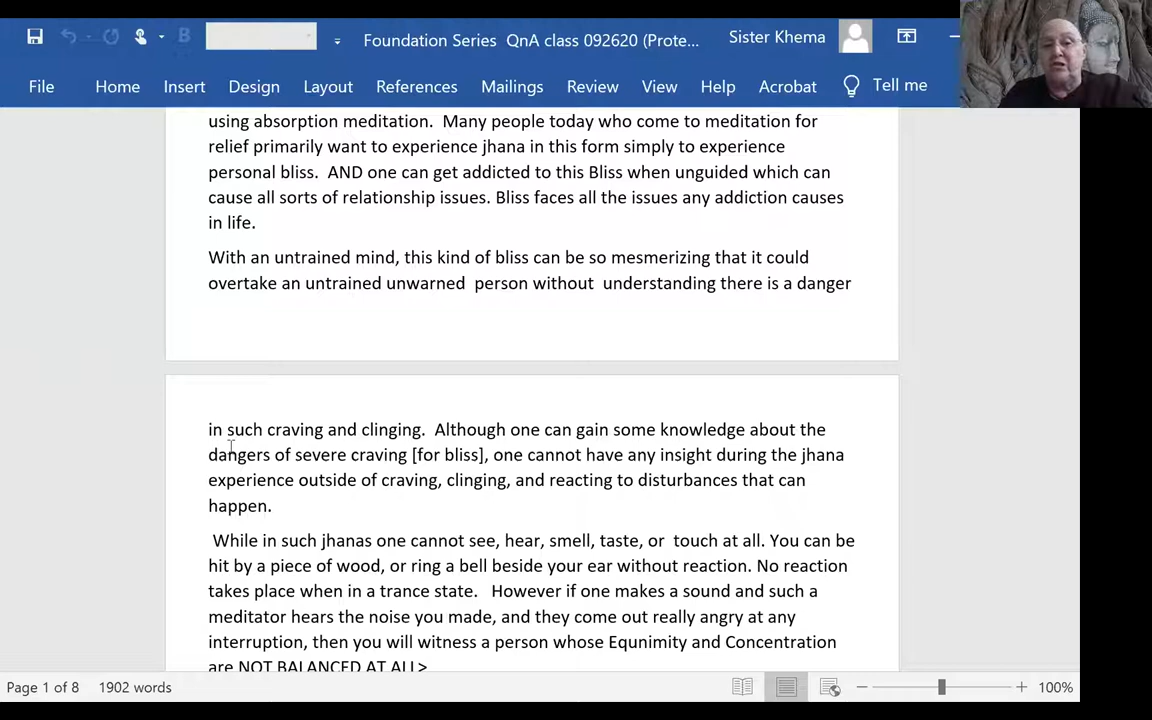 Foundation Series QnA class 092620 (Prote... Sister Khema
File Home Insert Design Layout References Mailings Review View Help Acrobat Tell me
using absorption meditation.  Many people today who come to meditation for
relief primarily want to experience jhana in this form simply to experience
personal bliss.  AND one can get addicted to this Bliss when unguided which can
cause all sorts of relationship issues. Bliss faces all the issues any addiction causes
in life.
With an untrained mind, this kind of bliss can be so mesmerizing that it could
overtake an untrained unwarned  person without  understanding there is a danger
in such craving and clinging.  Although one can gain some knowledge about the
dangers of severe craving [for bliss], one cannot have any insight during the jhana
experience outside of craving, clinging, and reacting to disturbances that can
happen.
While in such jhanas one cannot see, hear, smell, taste, or  touch at all. You can be
hit by a piece of wood, or ring a bell beside your ear without reaction. No reaction
takes place when in a trance state.   However if one makes a sound and such a
meditator hears the noise you made, and they come out really angry at any
interruption, then you will witness a person whose Equnimity and Concentration
are NOT BALANCED AT ALL>
Page 1 of 8 1902 words 100%